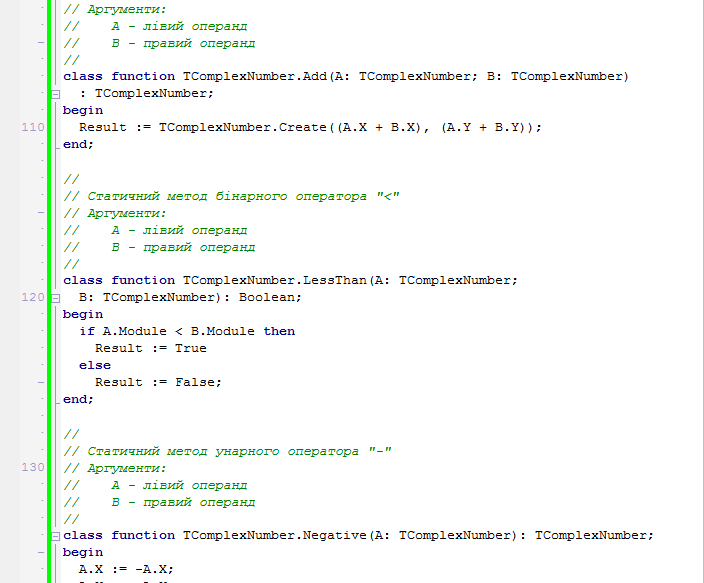 // Аргументи:
//    A - лівий операнд
//    B - правий операнд
//
class function TComplexNumber.Add(A: TComplexNumber; B: TComplexNumber)
  : TComplexNumber;
begin
110   Result := TComplexNumber.Create((A.X + B.X), (A.Y + B.Y));
end;
//
// Статичний метод бінарного оператора "<"
// Аргументи:
//    A - лівий операнд
//    B - правий операнд
//
class function TComplexNumber.LessThan(A: TComplexNumber;
120   B: TComplexNumber): Boolean;
begin
  if A.Module < B.Module then
    Result := True
  else
    Result := False;
end;
//
// Статичний метод унарного оператора "-"
130 // Аргументи:
//    A - лівий операнд
//    B - правий операнд
//
class function TComplexNumber.Negative(A: TComplexNumber): TComplexNumber;
begin
  A.X := -A.X;